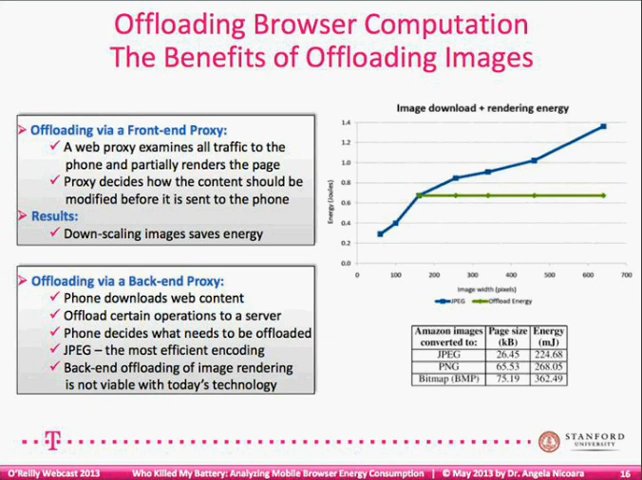 Offloading Browser Computation
The Benefits of Offloading Images
Offloading via a Front-end Proxy:
A web proxy examines all traffic to the
phone and partially renders the page
Proxy decides how the content should be
modified before it is sent to the phone
Results:
Down-scaling images saves energy
Offloading via a Back-end Proxy:
Phone downloads web content
Offload certain operations to a server
Phone decides what needs to be offloaded
JPEG – the most efficient encoding
Back-end offloading of image rendering
is not viable with today's technology
Image download + rendering energy
1.4
1.2
1.0
0.8
0.6
0.4
0.2
0.0
Energy (Joules)
0 100 200 300 400 500 600 700
Image width (pixels)
JPEG Offload Energy
Amazon images converted to: Page size (kB) Energy (mJ)
JPEG 26.45 224.68
PNG 65.53 268.05
Bitmap (BMP) 75.19 362.49
T
STANFORD
UNIVERSITY
O'Reilly Webcast 2013 Who Killed My Battery: Analyzing Mobile Browser Energy Consumption | © May 2013 by Dr. Angela Nicoara 16